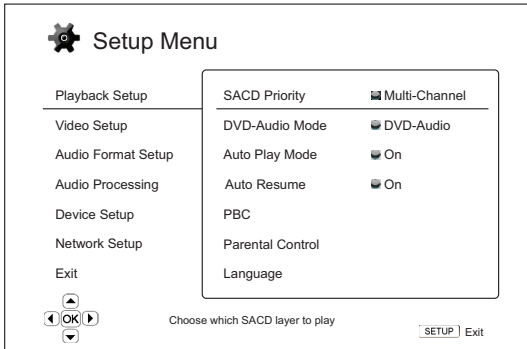 Setup Menu
Playback Setup
Video Setup
Audio Format Setup
Audio Processing
Device Setup
Network Setup
Exit
SACD Priority Multi-Channel
DVD-Audio Mode DVD-Audio
Auto Play Mode On
Auto Resume On
PBC
Parental Control
Language
OK
Choose which SACD layer to play
SETUP Exit